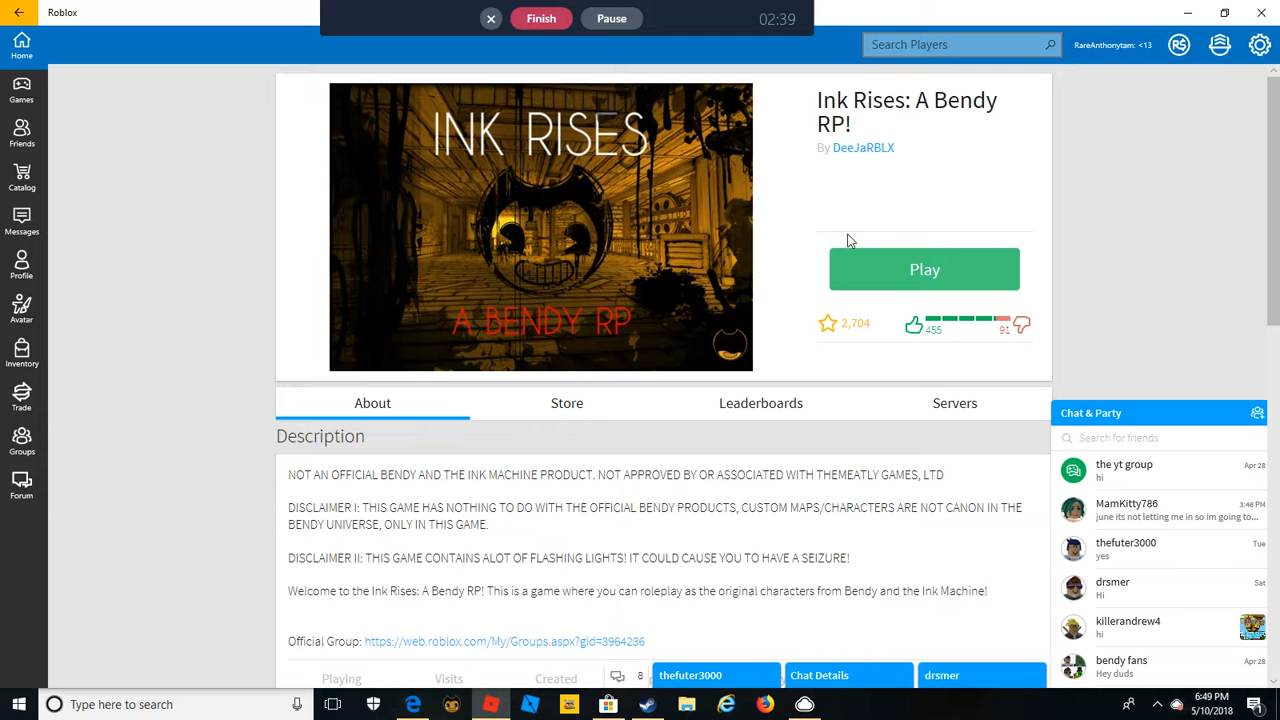 Roblox
Finish
Pause
02:39
Home
Search Players
RareAnthonytam: <13
Games
Friends
Catalog
Messages
Profile
Avatar
Inventory
Trade
Groups
Forum
INK RISES
A BENDY RP
Ink Rises: A Bendy
RP!
By DeeJaRBLX
Play
2,704
455
91
About
Store
Leaderboards
Servers
Description
NOT AN OFFICIAL BENDY AND THE INK MACHINE PRODUCT. NOT APPROVED BY OR ASSOCIATED WITH THEMEATLY GAMES, LTD
DISCLAIMER I: THIS GAME HAS NOTHING TO DO WITH THE OFFICIAL BENDY PRODUCTS, CUSTOM MAPS/CHARACTERS ARE NOT CANON IN THE
BENDY UNIVERSE, ONLY IN THIS GAME.
DISCLAIMER II: THIS GAME CONTAINS ALOT OF FLASHING LIGHTS! IT COULD CAUSE YOU TO HAVE A SEIZURE!
Welcome to the Ink Rises: A Bendy RP! This is a game where you can roleplay as the original characters from Bendy and the Ink Machine!
Official Group: https://web.roblox.com/My/Groups.aspx?gid=3964236
Playing
Visits
Created
8
thefuter3000
Chat Details
drsmer
Chat & Party
Search for friends
the yt group
Apr 28
hi
MamKitty786
3:46 PM
june its not letting me in so im going to...
thefuter3000
Tue
yes
drsmer
Sat
Hi
killerandrew4
hi
bendy fans
Apr 28
Hey duds
Type here to search
6:49 PM
5/10/2018
1